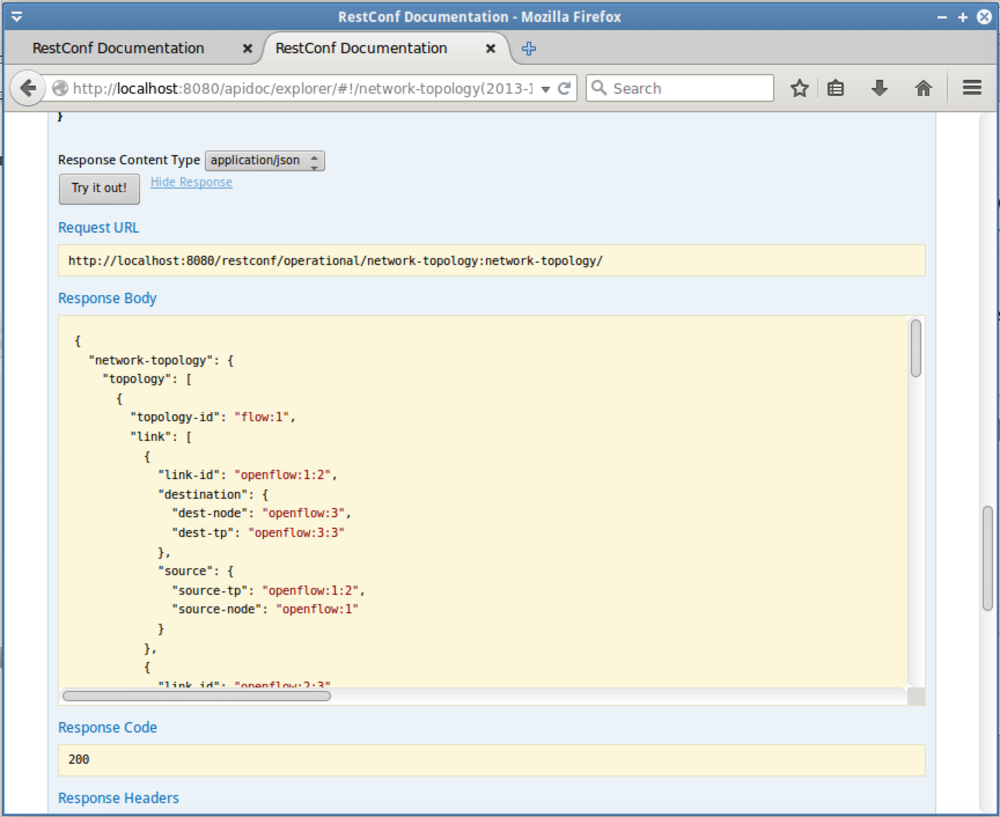 RestConf Documentation - Mozilla Firefox
RestConf Documentation
RestConf Documentation
http://localhost:8080/apidoc/explorer/#!/network-topology(2013-1
Search
}
Response Content Type application/json
Try it out! Hide Response
Request URL
http://localhost:8080/restconf/operational/network-topology:network-topology/
Response Body
{
"network-topology": {
"topology": [
{
"topology-id": "flow:1",
"link": [
{
"link-id": "openflow:1:2",
"destination": {
"dest-node": "openflow:3",
"dest-tp": "openflow:3:3"
},
"source": {
"source-tp": "openflow:1:2",
"source-node": "openflow:1"
}
},
{
"link-id": "openflow:2:3"
Response Code
200
Response Headers